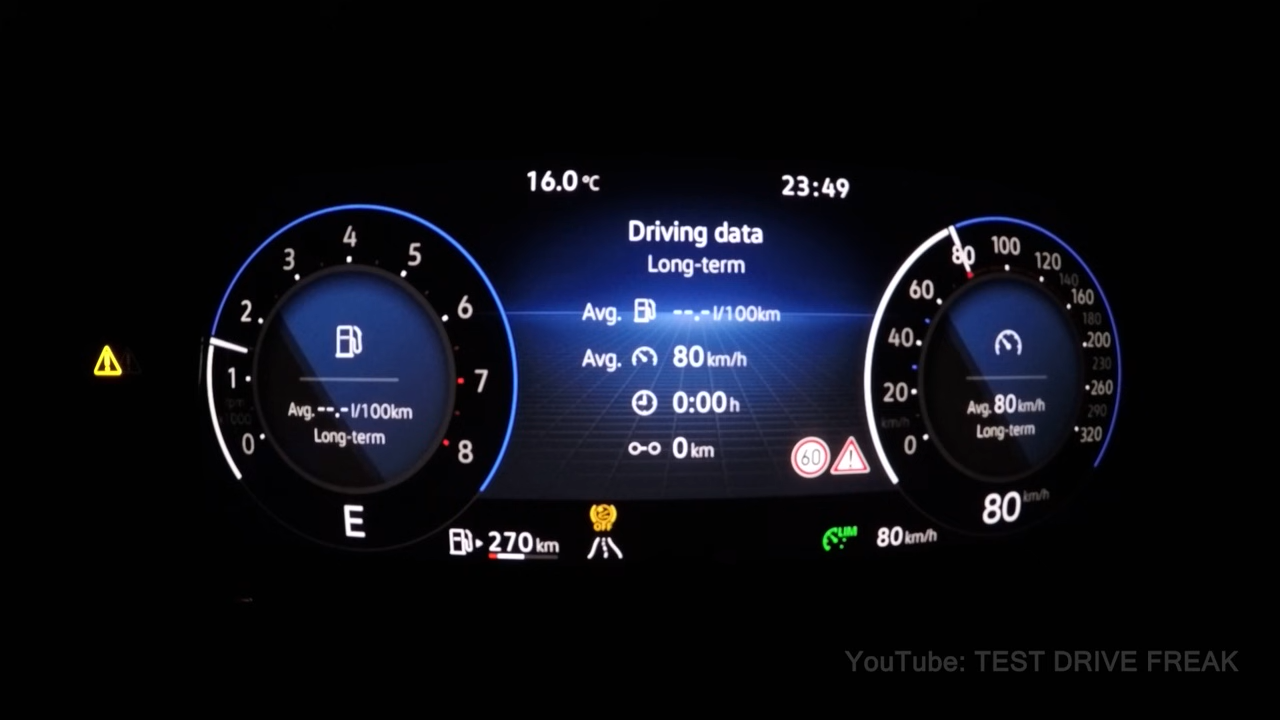 16.0 °C
23:49
Driving data
Long-term
Avg. --.- l/100km
Avg. 80 km/h
0:00 h
0 km
0
1
2
3
4
5
6
7
8
Avg. --.- l/100km
Long-term
E
0
20
40
60
80
100
120
140
160
180
200
230
260
290
320
km/h
Avg. 80 km/h
Long-term
80 km/h
60
270 km
OFF
LIM
80 km/h
YouTube: TEST DRIVE FREAK